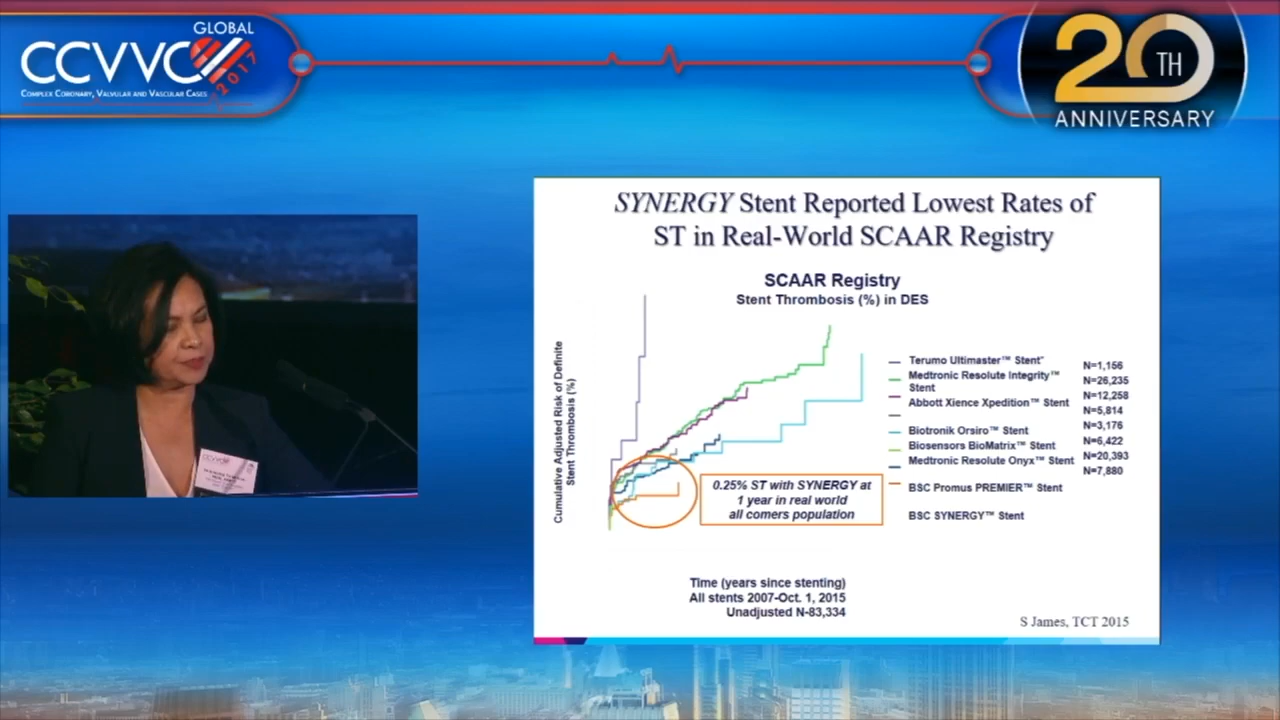 CCVVC
GLOBAL
2017
COMPLEX CORONARY, VALVULAR AND VASCULAR CASES
20TH
ANNIVERSARY
SYNERGY Stent Reported Lowest Rates of
ST in Real-World SCAAR Registry
SCAAR Registry
Stent Thrombosis (%) in DES
Cumulative Adjusted Risk of Definite
Stent Thrombosis (%)
Terumo Ultimaster™ Stent
Medtronic Resolute Integrity™
Stent
Abbott Xience Xpedition™ Stent
Biotronik Orsiro™ Stent
Biosensors BioMatrix™ Stent
Medtronic Resolute Onyx™ Stent
BSC Promus PREMIER™ Stent
BSC SYNERGY™ Stent
N=1,156
N=26,235
N=12,258
N=5,814
N=3,176
N=6,422
N=20,393
N=7,880
0.25% ST with SYNERGY at
1 year in real world
all comers population
Time (years since stenting)
All stents 2007-Oct. 1, 2015
Unadjusted N-83,334
S James, TCT 2015
CCVVC